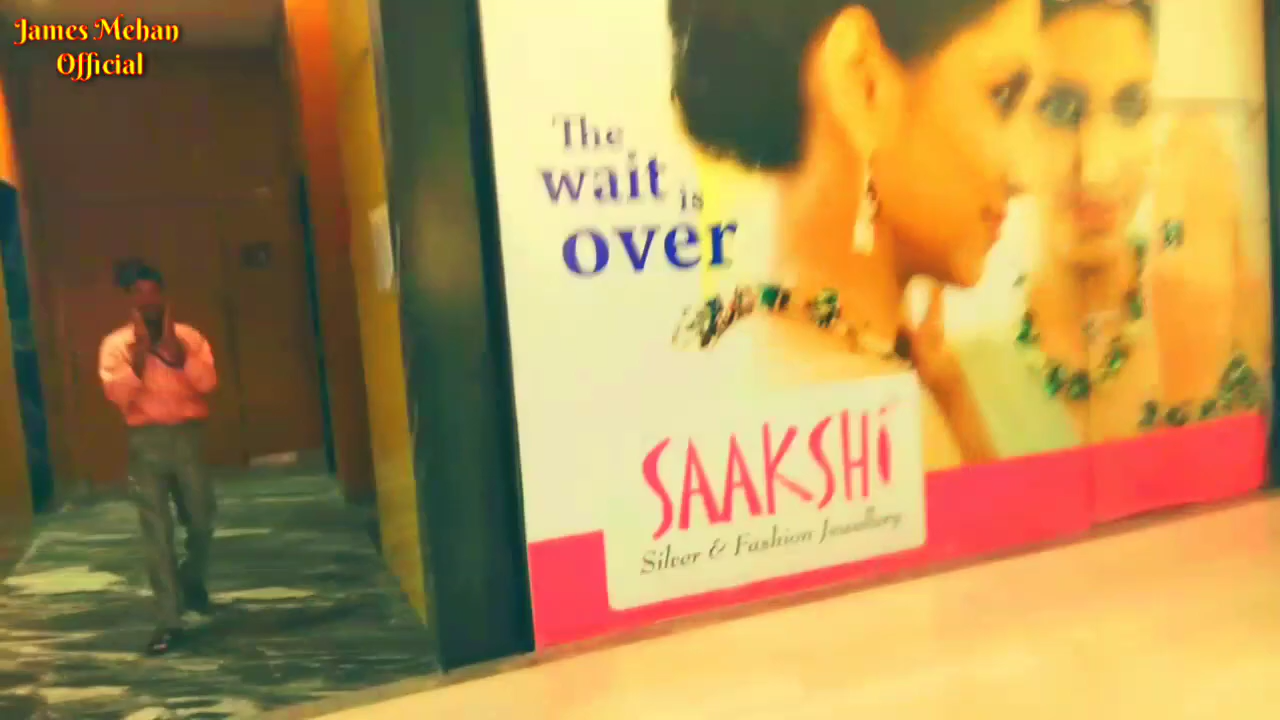 James Mehan
Official
The
wait is
over
SAAKSHi
Silver & Fashion Jewellery